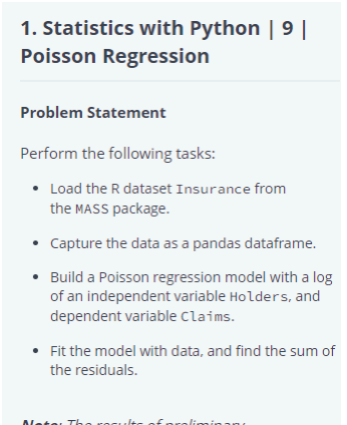 1. Statistics with Python | 9 |
Poisson Regression
Problem Statement
Perform the following tasks:
• Load the R dataset Insurance from
the MASS package.
• Capture the data as a pandas dataframe.
• Build a Poisson regression model with a log
of an independent variable Holders, and
dependent variable Claims.
• Fit the model with data, and find the sum of
the residuals.
Note: The results of preliminary